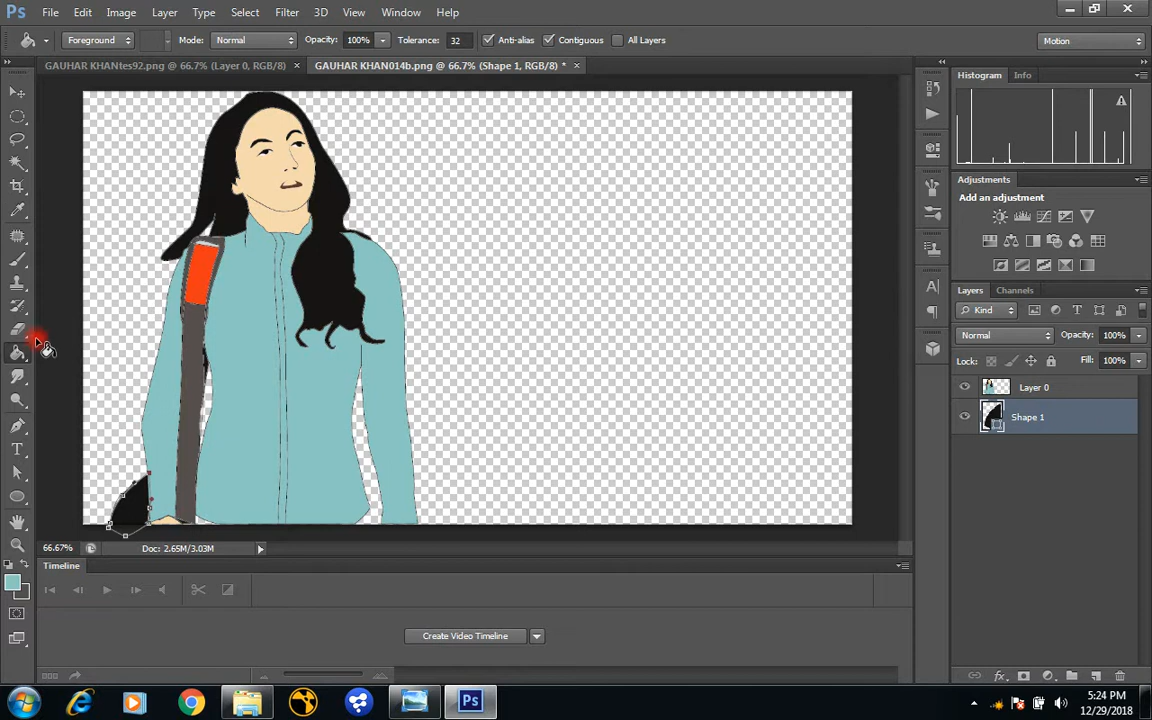 Ps File Edit Image Layer Type Select Filter 3D View Window Help
Foreground Mode: Normal Opacity: 100% Tolerance: 32 Anti-alias Contiguous All Layers Motion
GAUHAR KHANtes92.png @ 66.7% (Layer 0, RGB/8) × GAUHAR KHAN014b.png @ 66.7% (Shape 1, RGB/8) * ×
Histogram Info
Adjustments
Add an adjustment
Layers Channels
Kind
Normal Opacity: 100%
Lock: Fill: 100%
Layer 0
Shape 1
66.67% Doc: 2.65M/3.03M
Timeline
Create Video Timeline
Ps
5:24 PM
12/29/2018